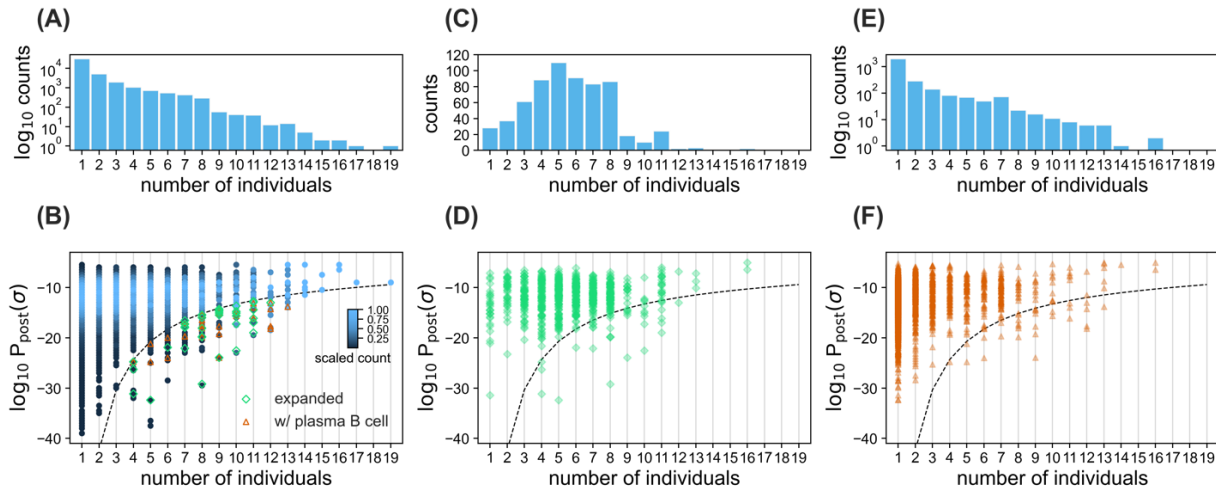 (A)
log₁₀ counts
10⁴
10³
10²
10¹
10⁰
1 2 3 4 5 6 7 8 9 10 11 12 13 14 15 16 17 18 19
number of individuals
(C)
counts
120
100
80
60
40
20
0
1 2 3 4 5 6 7 8 9 10 11 12 13 14 15 16 17 18 19
number of individuals
(E)
log₁₀ counts
10³
10²
10¹
10⁰
1 2 3 4 5 6 7 8 9 10 11 12 13 14 15 16 17 18 19
number of individuals
(B)
log₁₀ Ppost(σ)
−10
−20
−30
−40
1.00
0.75
0.50
0.25
scaled count
expanded
w/ plasma B cell
1 2 3 4 5 6 7 8 9 10 11 12 13 14 15 16 17 18 19
number of individuals
(D)
log₁₀ Ppost(σ)
−10
−20
−30
−40
1 2 3 4 5 6 7 8 9 10 11 12 13 14 15 16 17 18 19
number of individuals
(F)
log₁₀ Ppost(σ)
−10
−20
−30
−40
1 2 3 4 5 6 7 8 9 10 11 12 13 14 15 16 17 18 19
number of individuals